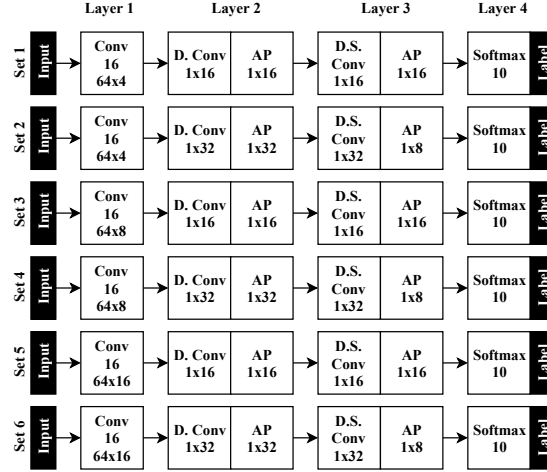 Layer 1 Layer 2 Layer 3 Layer 4
Set 1
Input
Conv
16
64x4
D. Conv
1x16
AP
1x16
D.S.
Conv
1x16
AP
1x16
Softmax
10
Label
Set 2
Input
Conv
16
64x4
D. Conv
1x32
AP
1x32
D.S.
Conv
1x32
AP
1x8
Softmax
10
Label
Set 3
Input
Conv
16
64x8
D. Conv
1x16
AP
1x16
D.S.
Conv
1x16
AP
1x16
Softmax
10
Label
Set 4
Input
Conv
16
64x8
D. Conv
1x32
AP
1x32
D.S.
Conv
1x32
AP
1x8
Softmax
10
Label
Set 5
Input
Conv
16
64x16
D. Conv
1x16
AP
1x16
D.S.
Conv
1x16
AP
1x16
Softmax
10
Label
Set 6
Input
Conv
16
64x16
D. Conv
1x32
AP
1x32
D.S.
Conv
1x32
AP
1x8
Softmax
10
Label